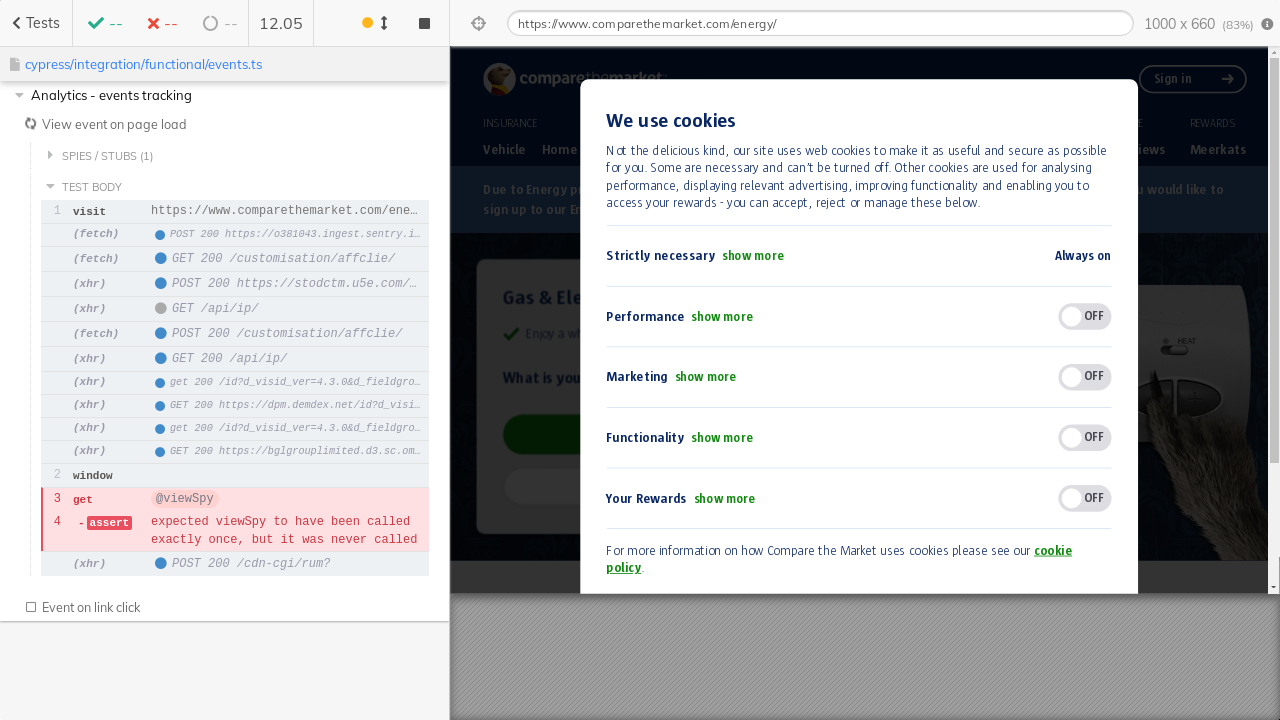 Tests
--
--
--
12.05
https://www.comparethemarket.com/energy/
1000 x 660 (83%)
cypress/integration/functional/events.ts
Analytics - events tracking
View event on page load
SPIES / STUBS (1)
TEST BODY
1 visit https://www.comparethemarket.com/ene…
(fetch) POST 200 https://o381043.ingest.sentry.i…
(fetch) GET 200 /customisation/affclie/
(xhr) POST 200 https://stodctm.u5e.com/…
(xhr) GET /api/ip/
(fetch) POST 200 /customisation/affclie/
(xhr) GET 200 /api/ip/
(xhr) get 200 /id?d_visid_ver=4.3.0&d_fieldgro…
(xhr) GET 200 https://dpm.demdex.net/id?d_visi…
(xhr) get 200 /id?d_visid_ver=4.3.0&d_fieldgro…
(xhr) GET 200 https://bglgrouplimited.d3.sc.om…
2 window
3 get @viewSpy
4 -assert expected viewSpy to have been called
exactly once, but it was never called
(xhr) POST 200 /cdn-cgi/rum?
Event on link click
comparethemarket
Sign in
INSURANCE
REWARDS
Vehicle Home
Meerkats
Due to Energy
ou would like to
sign up to our
Gas &
Enjoy a
What is you
HEAT
We use cookies
Not the delicious kind, our site uses web cookies to make it as useful and secure as possible
for you. Some are necessary and can't be turned off. Other cookies are used for analysing
performance, displaying relevant advertising, improving functionality and enabling you to
access your rewards - you can accept, reject or manage these below.
Strictly necessary show more Always on
Performance show more OFF
Marketing show more OFF
Functionality show more OFF
Your Rewards show more OFF
For more information on how Compare the Market uses cookies please see our cookie
policy.